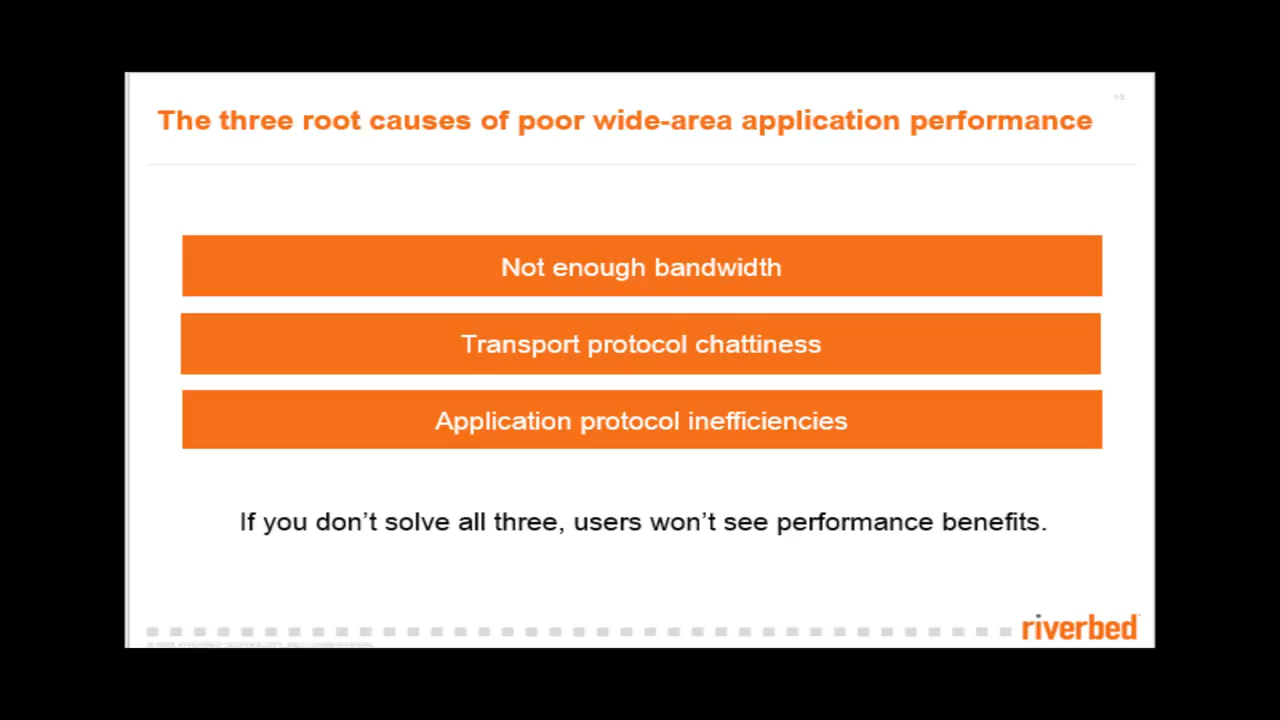 The three root causes of poor wide-area application performance
Not enough bandwidth
Transport protocol chattiness
Application protocol inefficiencies
If you don't solve all three, users won't see performance benefits.
riverbed